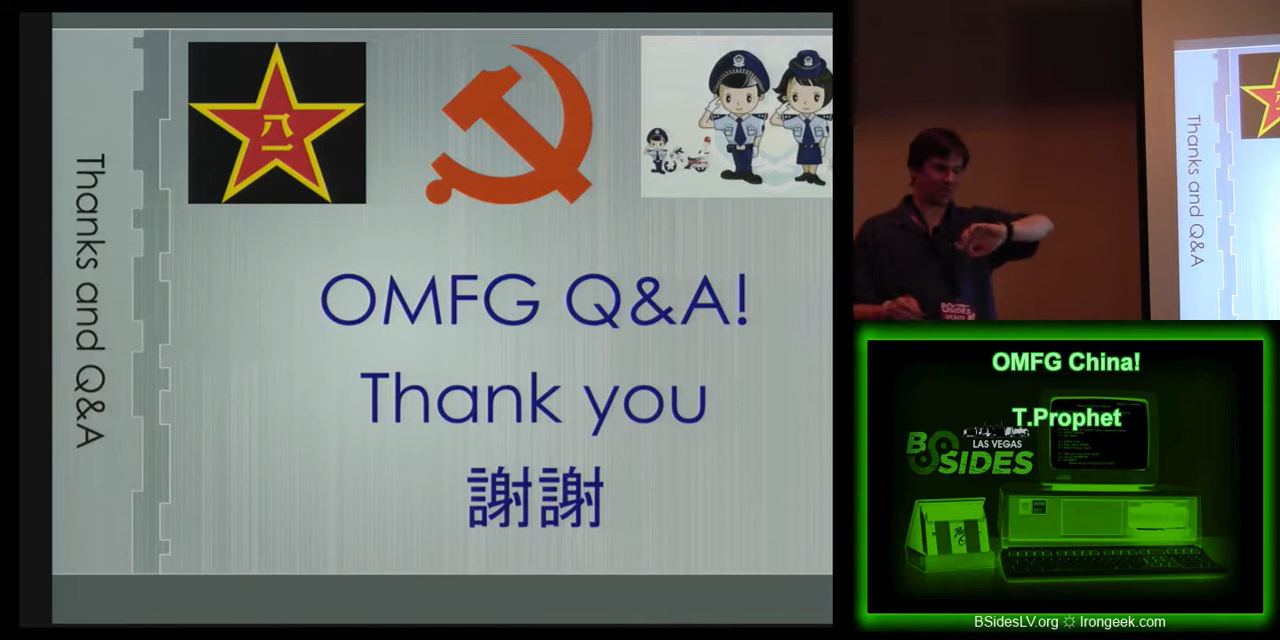 Thanks and Q&A
八一
OMFG Q&A!
Thank you
謝謝
Thanks and Q&A
BSIDES
OMFG China!
T.Prophet
BSIDES
LAS VEGAS
BSidesLV.org ☼ Irongeek.com